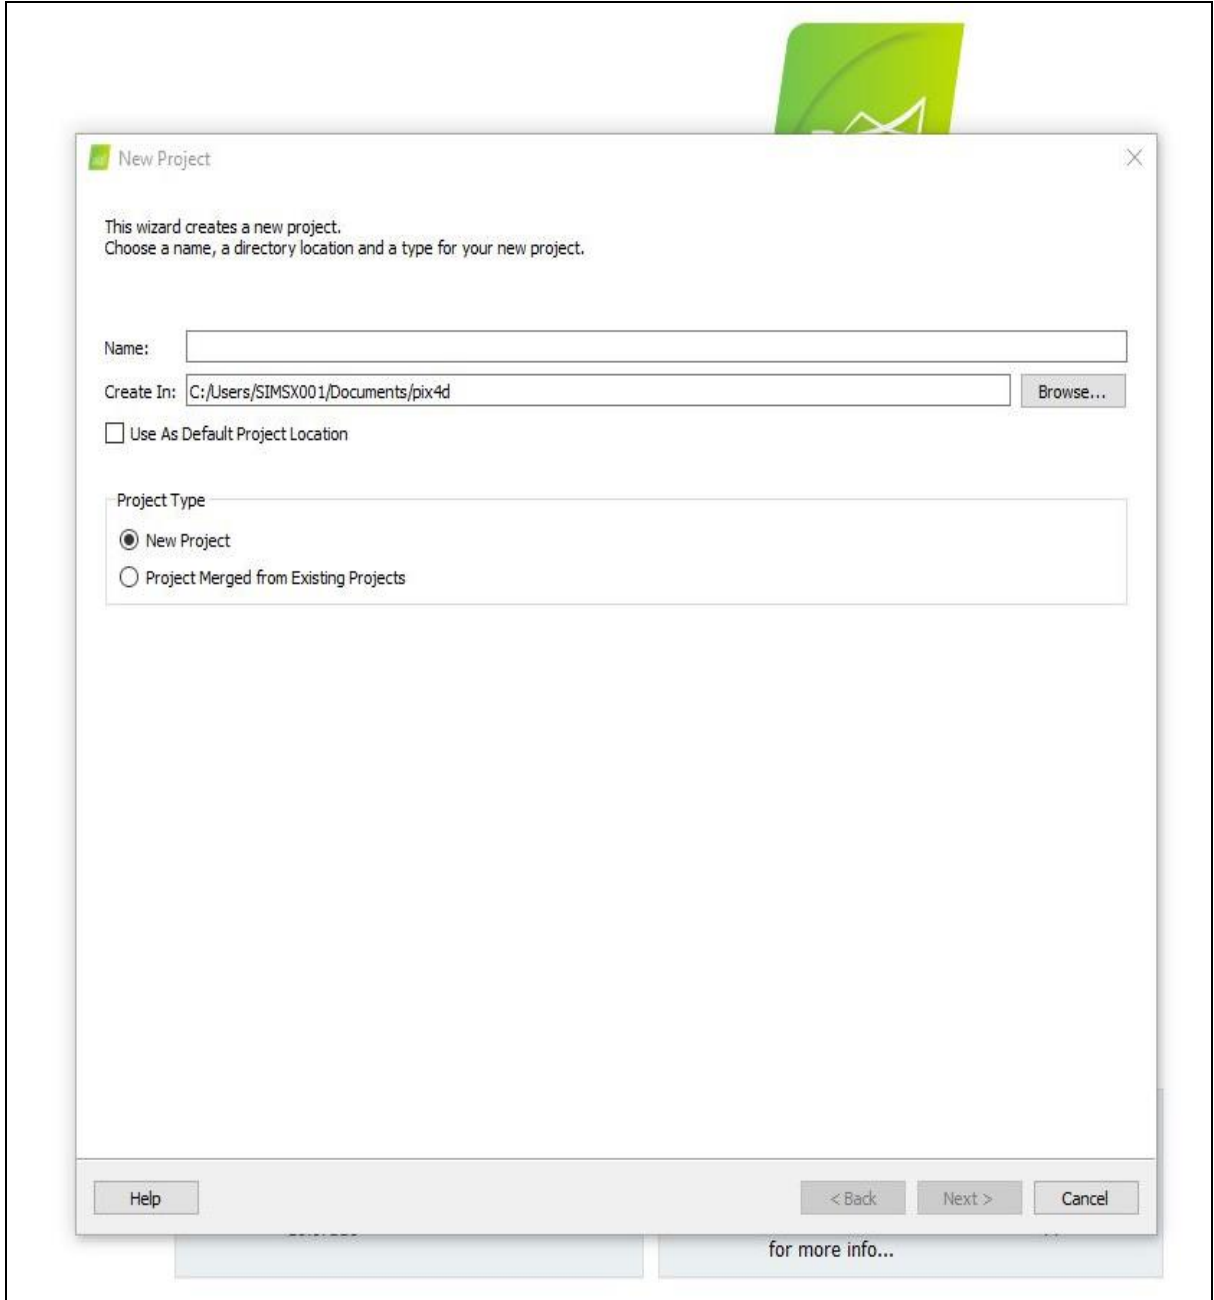 New Project
This wizard creates a new project.
Choose a name, a directory location and a type for your new project.
Name:
Create In: C:/Users/SIMSX001/Documents/pix4d Browse...
Use As Default Project Location
Project Type
New Project
Project Merged from Existing Projects
Help < Back Next > Cancel
for more info...